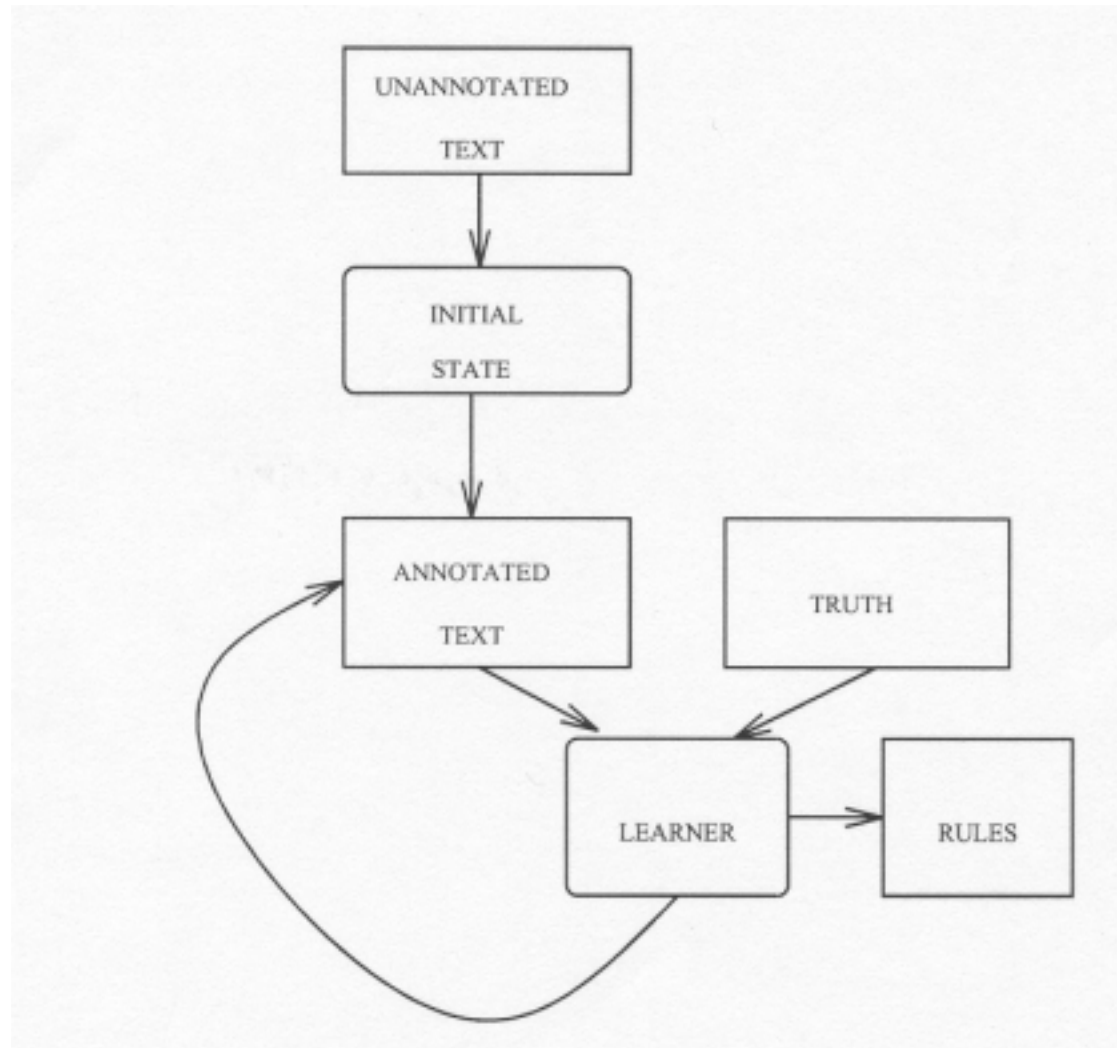 UNANNOTATED
TEXT
INITIAL
STATE
ANNOTATED
TEXT
TRUTH
LEARNER
RULES